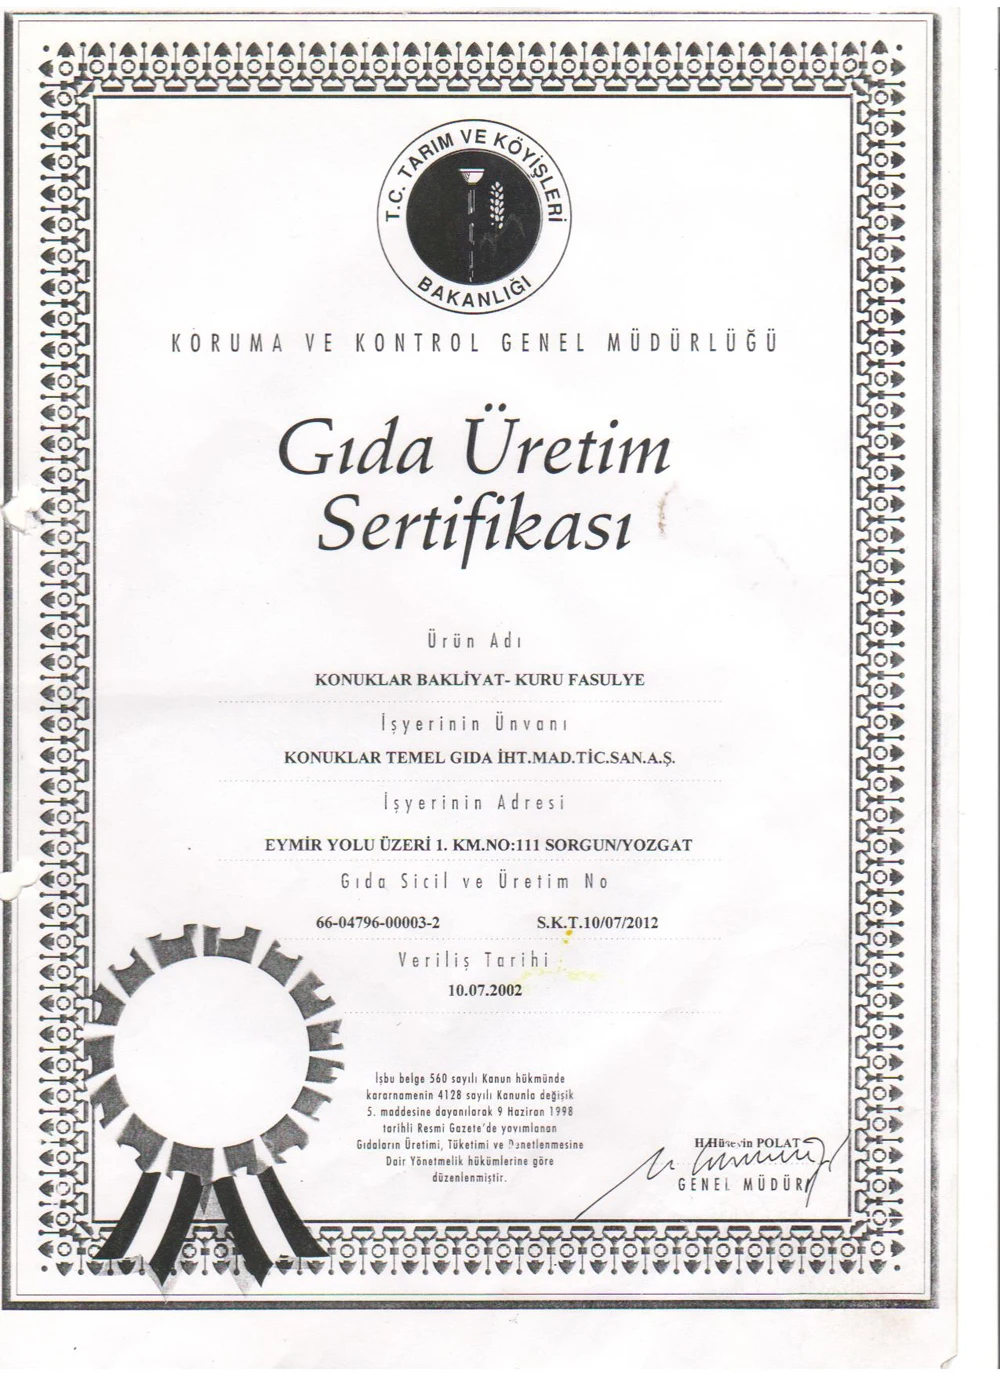 T.C. TARIM VE KÖYİŞLERİ
BAKANLIĞI
KORUMA VE KONTROL GENEL MÜDÜRLÜĞÜ
Gıda Üretim
Sertifikası
Ürün Adı
KONUKLAR BAKLİYAT- KURU FASULYE
İşyerinin Ünvanı
KONUKLAR TEMEL GIDA İHT.MAD.TİC.SAN.A.Ş.
İşyerinin Adresi
EYMİR YOLU ÜZERİ 1. KM.NO:111 SORGUN/YOZGAT
Gıda Sicil ve Üretim No
66-04796-00003-2 S.K.T.10/07/2012
Veriliş Tarihi
10.07.2002
İşbu belge 560 sayılı Kanun hükmünde
kararnamenin 4128 sayılı Kanunla değişik
5. maddesine dayanılarak 9 Haziran 1998
tarihli Resmi Gazete'de yayımlanan
Gıdaların Üretimi, Tüketimi ve Denetlenmesine
Dair Yönetmelik hükümlerine göre
düzenlenmiştir.
H.Hüseyin POLAT
GENEL MÜDÜR